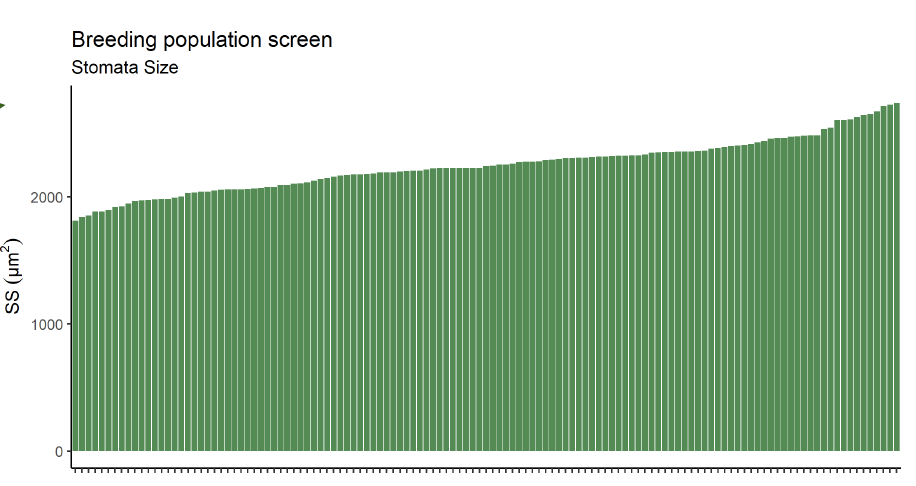 Breeding population screen
Stomata Size
2000
1000
0
SS (µm²)